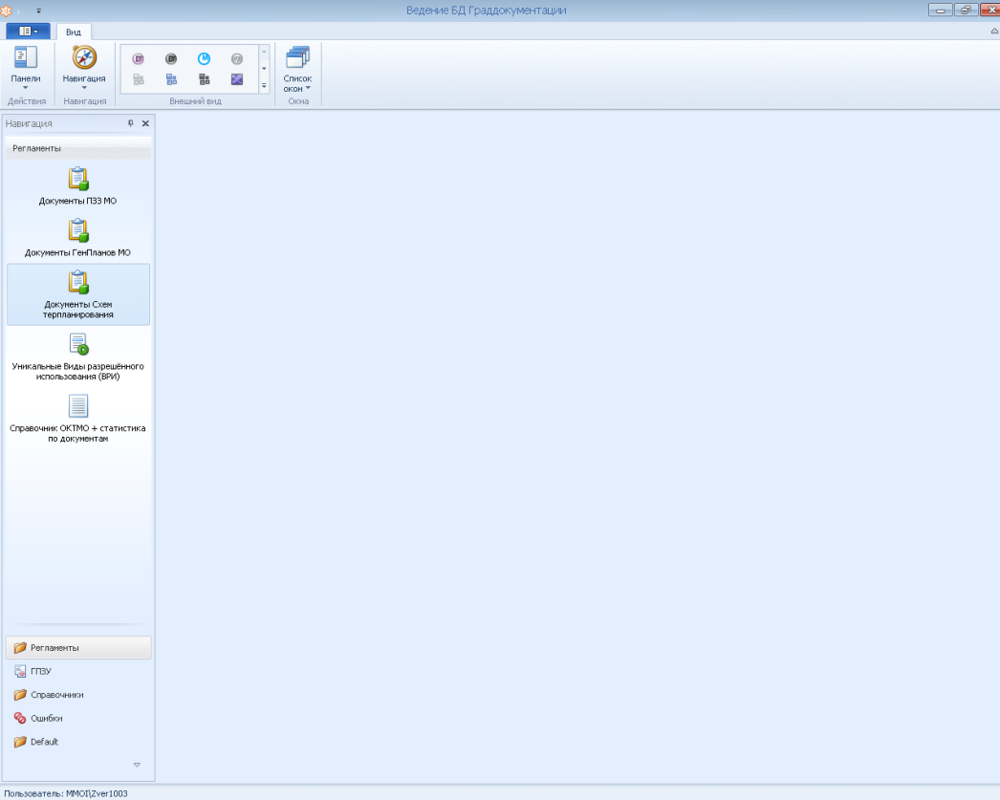 Ведение БД Граддокументации
Вид
Панели
Навигация
Список
окон
Действия
Навигация
Внешний вид
Окна
Навигация
Регламенты
Документы ПЗЗ МО
Документы ГенПланов МО
Документы Схем
терпланирования
Уникальные Виды разрешённого
использования (ВРИ)
Справочник ОКТМО + статистика
по документам
Регламенты
ГПЗУ
Справочники
Ошибки
Default
Пользователь: MMOI\Zver1003